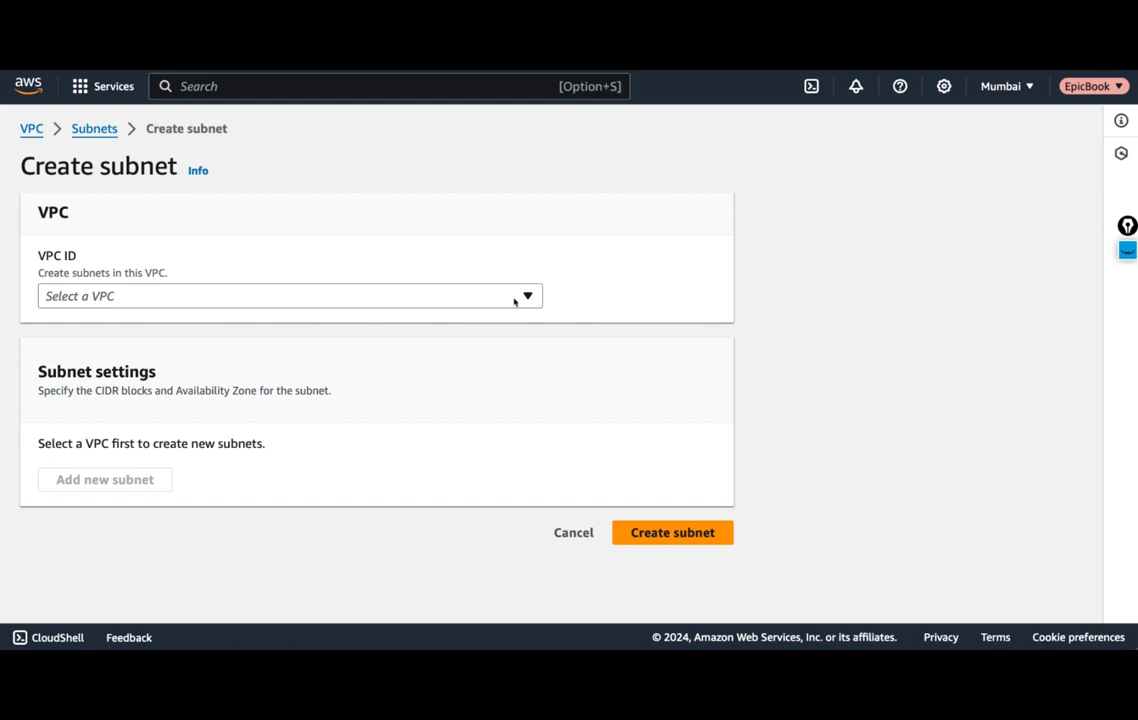 aws
Services
Search
[Option+S]
Mumbai
EpicBook
VPC
Subnets
Create subnet
Create subnet
Info
VPC
VPC ID
Create subnets in this VPC.
Select a VPC
Subnet settings
Specify the CIDR blocks and Availability Zone for the subnet.
Select a VPC first to create new subnets.
Add new subnet
Cancel
Create subnet
CloudShell
Feedback
© 2024, Amazon Web Services, Inc. or its affiliates.
Privacy
Terms
Cookie preferences